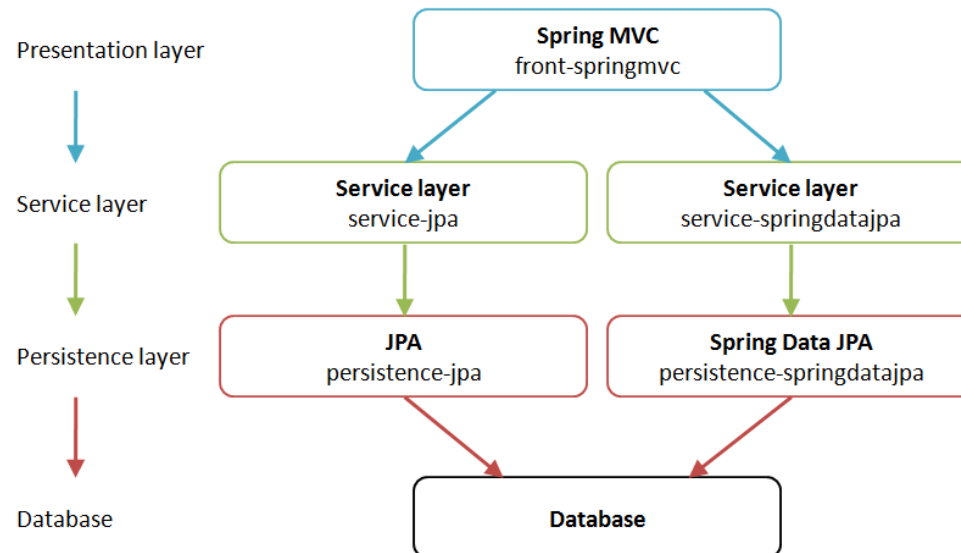 Presentation layer
Spring MVC
front-springmvc
Service layer
Service layer
service-jpa
Service layer
service-springdatajpa
Persistence layer
JPA
persistence-jpa
Spring Data JPA
persistence-springdatajpa
Database
Database